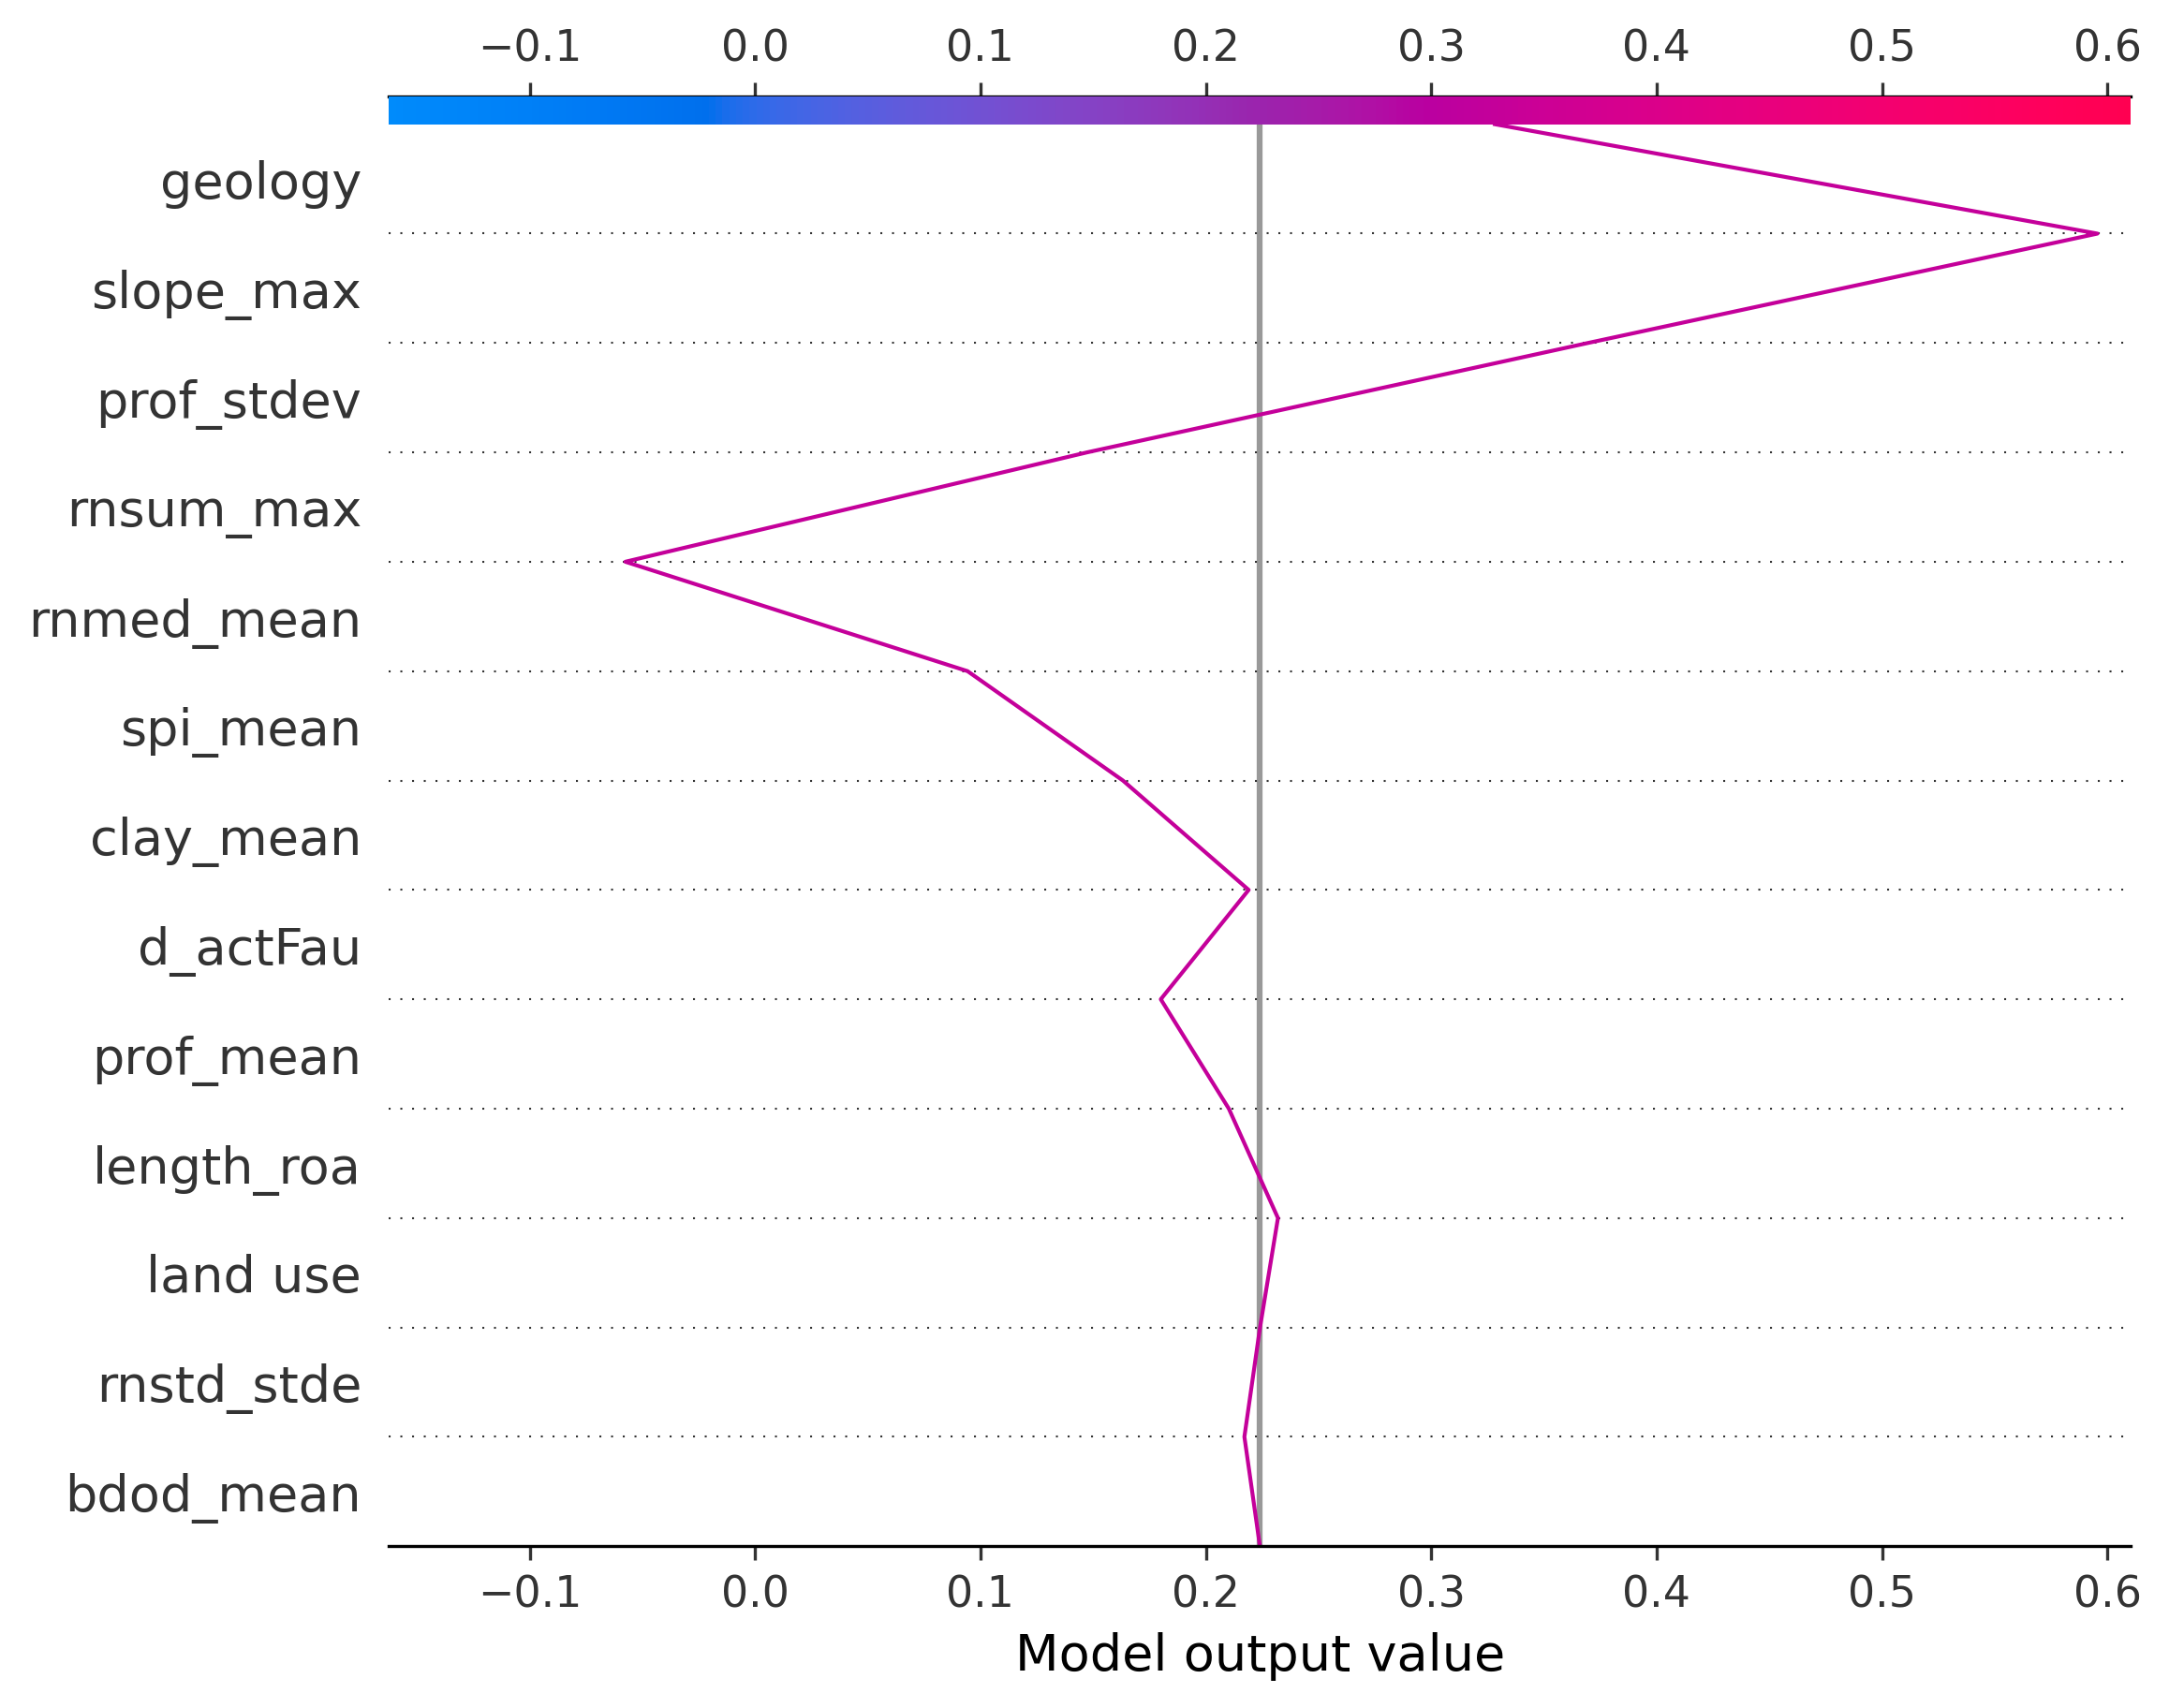 −0.1 0.0 0.1 0.2 0.3 0.4 0.5 0.6
geology
slope_max
prof_stdev
rnsum_max
rnmed_mean
spi_mean
clay_mean
d_actFau
prof_mean
length_roa
land use
rnstd_stde
bdod_mean
−0.1 0.0 0.1 0.2 0.3 0.4 0.5 0.6
Model output value